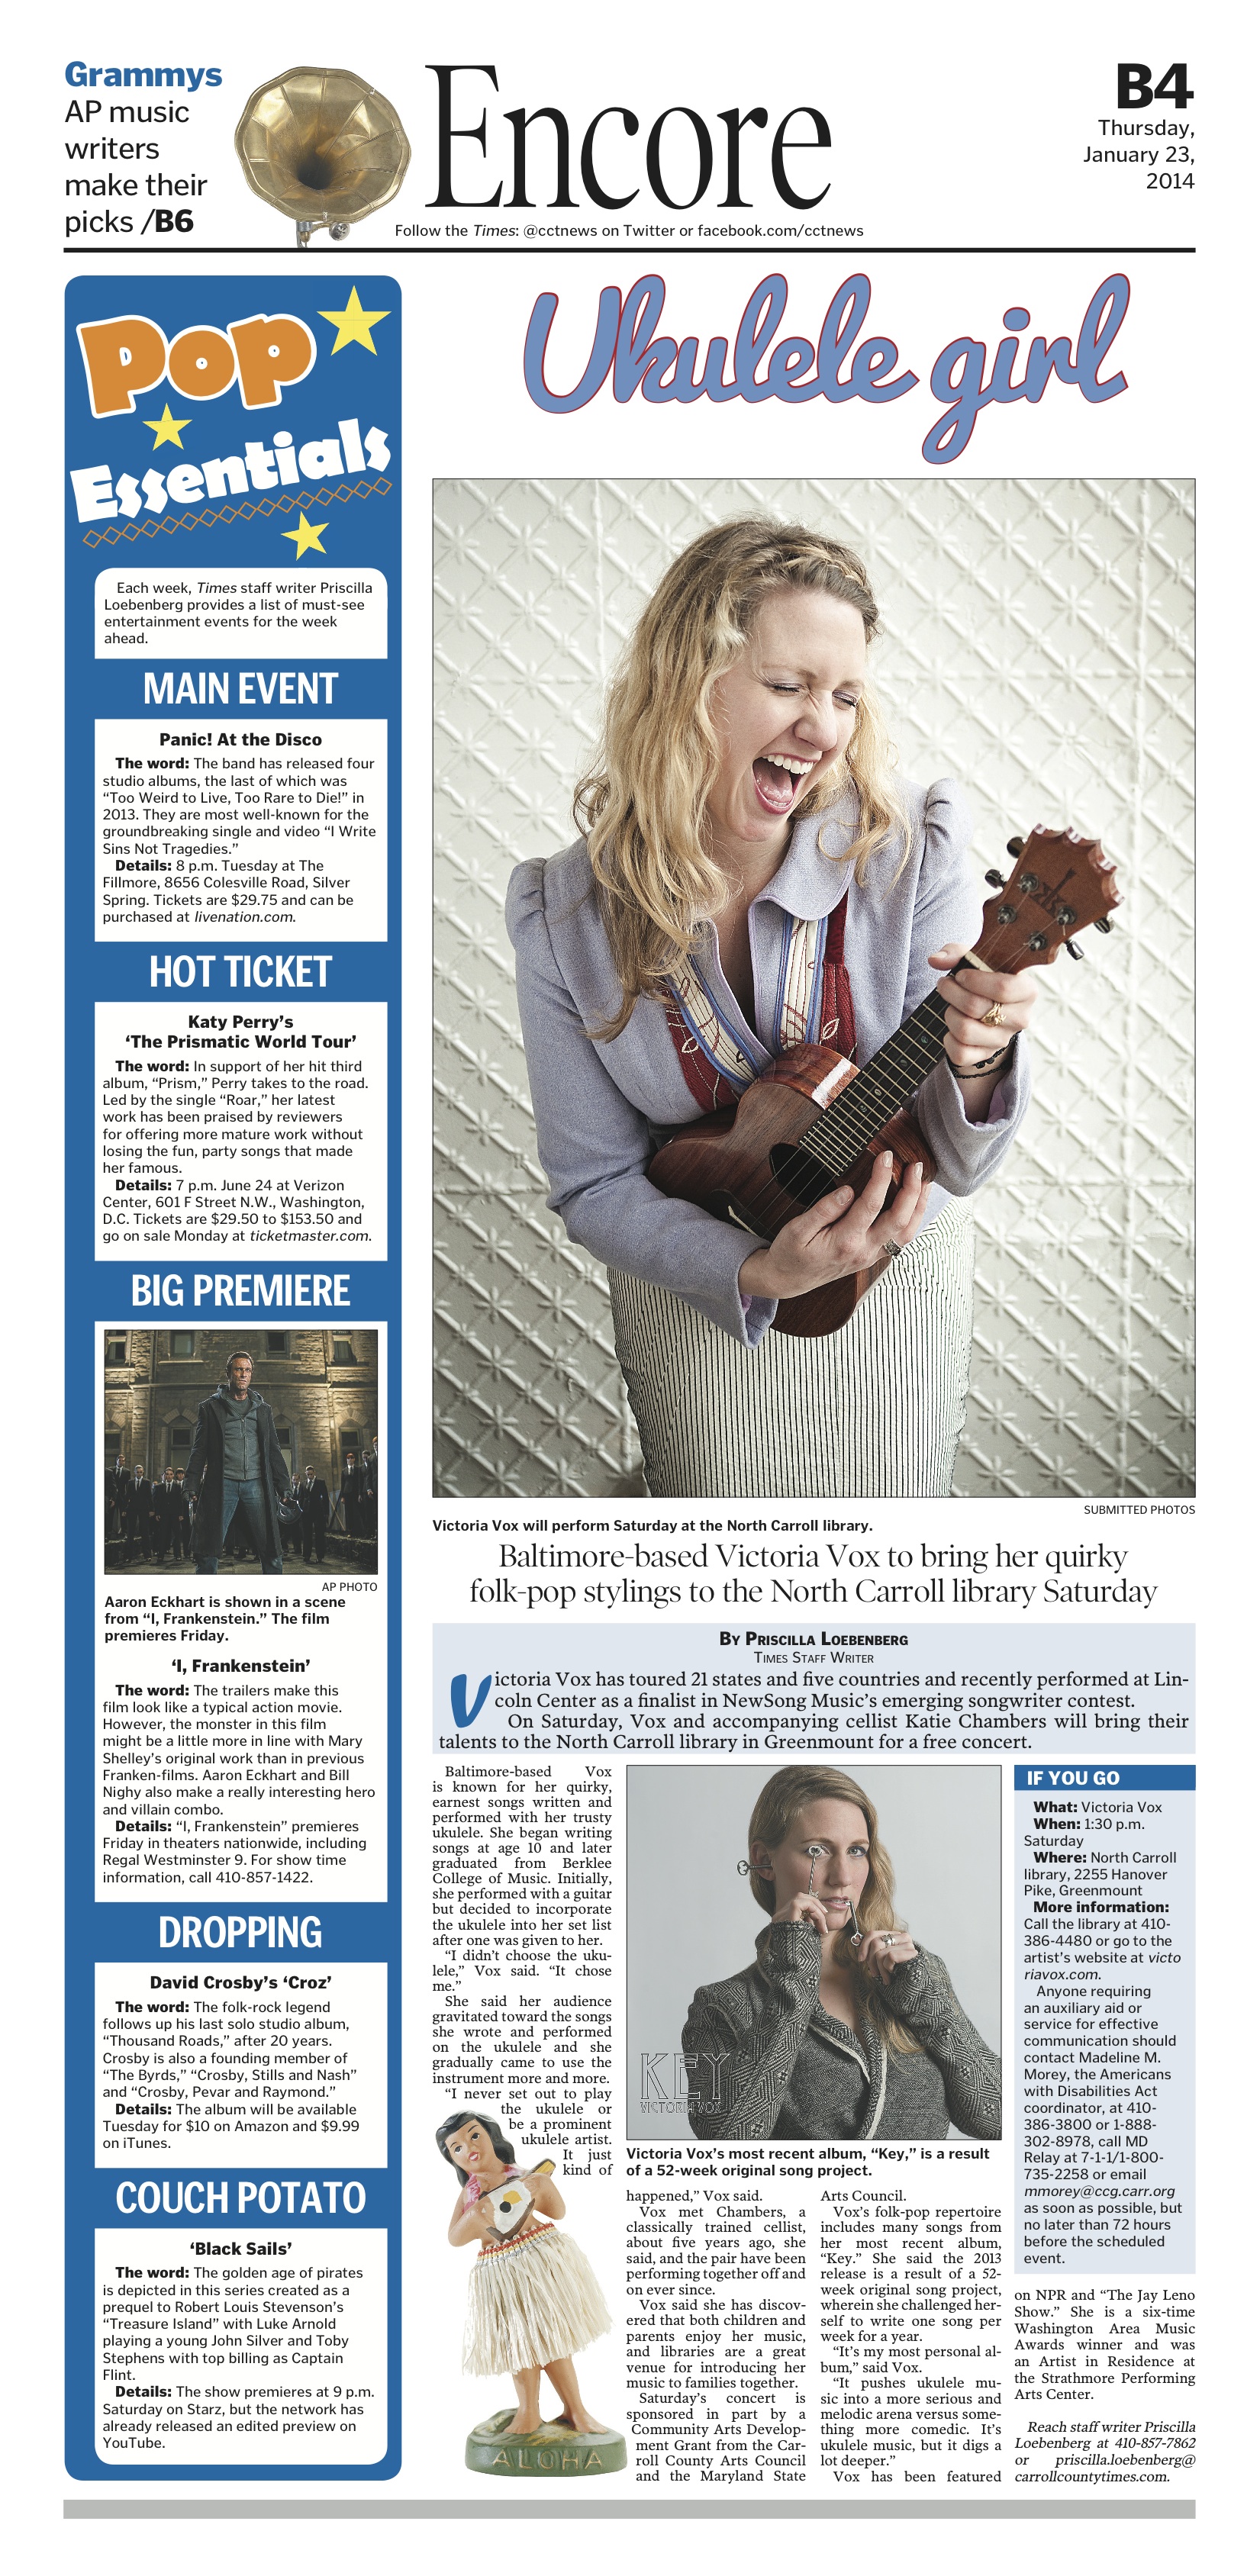 Grammys
AP music
writers
make their
picks /B6
Encore
Follow the Times: @cctnews on Twitter or facebook.com/cctnews
B4
Thursday,
January 23,
2014
Pop
Essentials
Each week, Times staff writer Priscilla
Loebenberg provides a list of must-see
entertainment events for the week
ahead.
MAIN EVENT
Panic! At the Disco
The word: The band has released four
studio albums, the last of which was
“Too Weird to Live, Too Rare to Die!” in
2013. They are most well-known for the
groundbreaking single and video “I Write
Sins Not Tragedies.”
Details: 8 p.m. Tuesday at The
Fillmore, 8656 Colesville Road, Silver
Spring. Tickets are $29.75 and can be
purchased at livenation.com.
HOT TICKET
Katy Perry’s
‘The Prismatic World Tour’
The word: In support of her hit third
album, “Prism,” Perry takes to the road.
Led by the single “Roar,” her latest
work has been praised by reviewers
for offering more mature work without
losing the fun, party songs that made
her famous.
Details: 7 p.m. June 24 at Verizon
Center, 601 F Street N.W., Washington,
D.C. Tickets are $29.50 to $153.50 and
go on sale Monday at ticketmaster.com.
BIG PREMIERE
AP PHOTO
Aaron Eckhart is shown in a scene
from “I, Frankenstein.” The film
premieres Friday.
‘I, Frankenstein’
The word: The trailers make this
film look like a typical action movie.
However, the monster in this film
might be a little more in line with Mary
Shelley’s original work than in previous
Franken-films. Aaron Eckhart and Bill
Nighy also make a really interesting hero
and villain combo.
Details: “I, Frankenstein” premieres
Friday in theaters nationwide, including
Regal Westminster 9. For show time
information, call 410-857-1422.
DROPPING
David Crosby’s ‘Croz’
The word: The folk-rock legend
follows up his last solo studio album,
“Thousand Roads,” after 20 years.
Crosby is also a founding member of
“The Byrds,” “Crosby, Stills and Nash”
and “Crosby, Pevar and Raymond.”
Details: The album will be available
Tuesday for $10 on Amazon and $9.99
on iTunes.
COUCH POTATO
‘Black Sails’
The word: The golden age of pirates
is depicted in this series created as a
prequel to Robert Louis Stevenson’s
“Treasure Island” with Luke Arnold
playing a young John Silver and Toby
Stephens with top billing as Captain
Flint.
Details: The show premieres at 9 p.m.
Saturday on Starz, but the network has
already released an edited preview on
YouTube.
Ukulele girl
SUBMITTED PHOTOS
Victoria Vox will perform Saturday at the North Carroll library.
Baltimore-based Victoria Vox to bring her quirky
folk-pop stylings to the North Carroll library Saturday
BY PRISCILLA LOEBENBERG
TIMES STAFF WRITER
Victoria Vox has toured 21 states and five countries and recently performed at Lin-
coln Center as a finalist in NewSong Music’s emerging songwriter contest.
On Saturday, Vox and accompanying cellist Katie Chambers will bring their
talents to the North Carroll library in Greenmount for a free concert.
Baltimore-based Vox
is known for her quirky,
earnest songs written and
performed with her trusty
ukulele. She began writing
songs at age 10 and later
graduated from Berklee
College of Music. Initially,
she performed with a guitar
but decided to incorporate
the ukulele into her set list
after one was given to her.
“I didn’t choose the uku-
lele,” Vox said. “It chose
me.”
She said her audience
gravitated toward the songs
she wrote and performed
on the ukulele and she
gradually came to use the
instrument more and more.
“I never set out to play
the ukulele or
be a prominent
ukulele artist.
It just
kind of
ALOHA
KEY
VICTORIA VOX
Victoria Vox’s most recent album, “Key,” is a result
of a 52-week original song project.
happened,” Vox said.
Vox met Chambers, a
classically trained cellist,
about five years ago, she
said, and the pair have been
performing together off and
on ever since.
Vox said she has discov-
ered that both children and
parents enjoy her music,
and libraries are a great
venue for introducing her
music to families together.
Saturday’s concert is
sponsored in part by a
Community Arts Develop-
ment Grant from the Car-
roll County Arts Council
and the Maryland State
Arts Council.
Vox’s folk-pop repertoire
includes many songs from
her most recent album,
“Key.” She said the 2013
release is a result of a 52-
week original song project,
wherein she challenged her-
self to write one song per
week for a year.
“It’s my most personal al-
bum,” said Vox.
“It pushes ukulele mu-
sic into a more serious and
melodic arena versus some-
thing more comedic. It’s
ukulele music, but it digs a
lot deeper.”
Vox has been featured
IF YOU GO
What: Victoria Vox
When: 1:30 p.m.
Saturday
Where: North Carroll
library, 2255 Hanover
Pike, Greenmount
More information:
Call the library at 410-
386-4480 or go to the
artist’s website at victo
riavox.com.
Anyone requiring
an auxiliary aid or
service for effective
communication should
contact Madeline M.
Morey, the Americans
with Disabilities Act
coordinator, at 410-
386-3800 or 1-888-
302-8978, call MD
Relay at 7-1-1/1-800-
735-2258 or email
mmorey@ccg.carr.org
as soon as possible, but
no later than 72 hours
before the scheduled
event.
on NPR and “The Jay Leno
Show.” She is a six-time
Washington Area Music
Awards winner and was
an Artist in Residence at
the Strathmore Performing
Arts Center.
Reach staff writer Priscilla
Loebenberg at 410-857-7862
or priscilla.loebenberg@
carrollcountytimes.com.